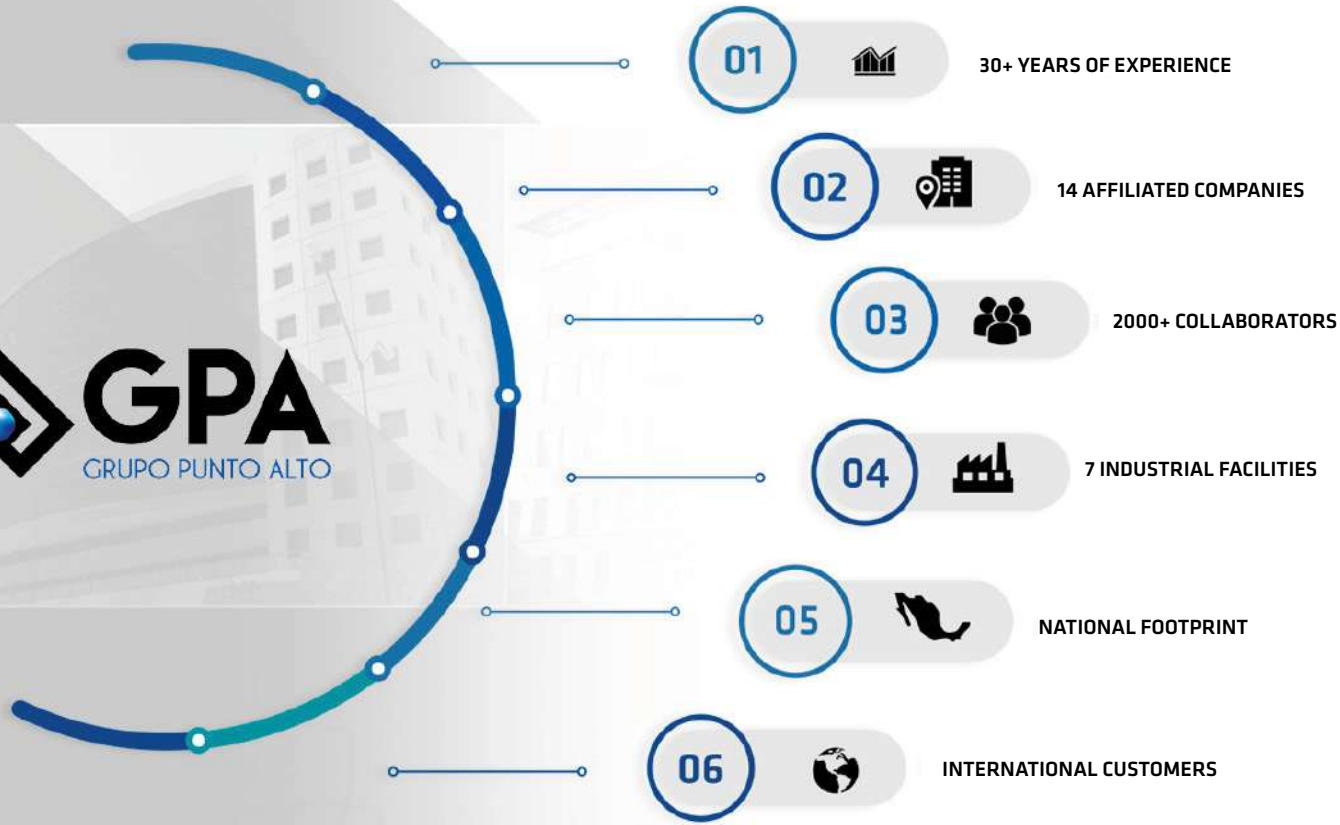 01
30+ YEARS OF EXPERIENCE
02
14 AFFILIATED COMPANIES
03
2000+ COLLABORATORS
GPA
GRUPO PUNTO ALTO
04
7 INDUSTRIAL FACILITIES
05
NATIONAL FOOTPRINT
06
INTERNATIONAL CUSTOMERS